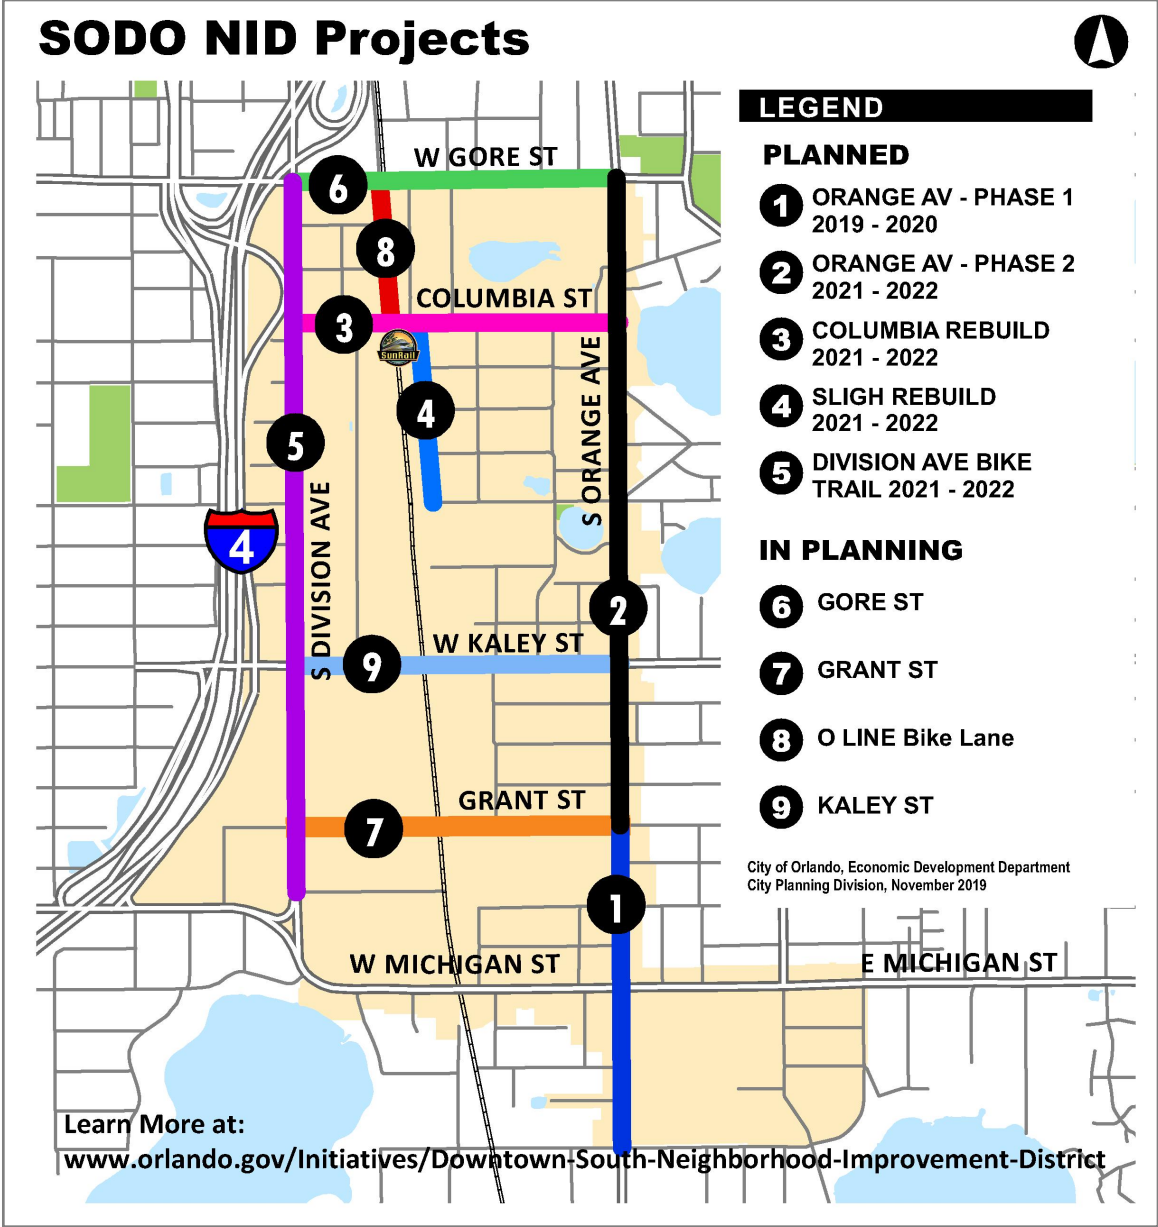 SODO NID Projects
LEGEND
PLANNED
1 ORANGE AV - PHASE 1
2019 - 2020
2 ORANGE AV - PHASE 2
2021 - 2022
3 COLUMBIA REBUILD
2021 - 2022
4 SLIGH REBUILD
2021 - 2022
5 DIVISION AVE BIKE
TRAIL 2021 - 2022
IN PLANNING
6 GORE ST
7 GRANT ST
8 O LINE Bike Lane
9 KALEY ST
City of Orlando, Economic Development Department
City Planning Division, November 2019
W GORE ST
6
8
COLUMBIA ST
3
SunRail
S ORANGE AVE
4
5
4
S DIVISION AVE
2
W KALEY ST
9
GRANT ST
7
1
W MICHIGAN ST
E MICHIGAN ST
Learn More at:
www.orlando.gov/Initiatives/Downtown-South-Neighborhood-Improvement-District